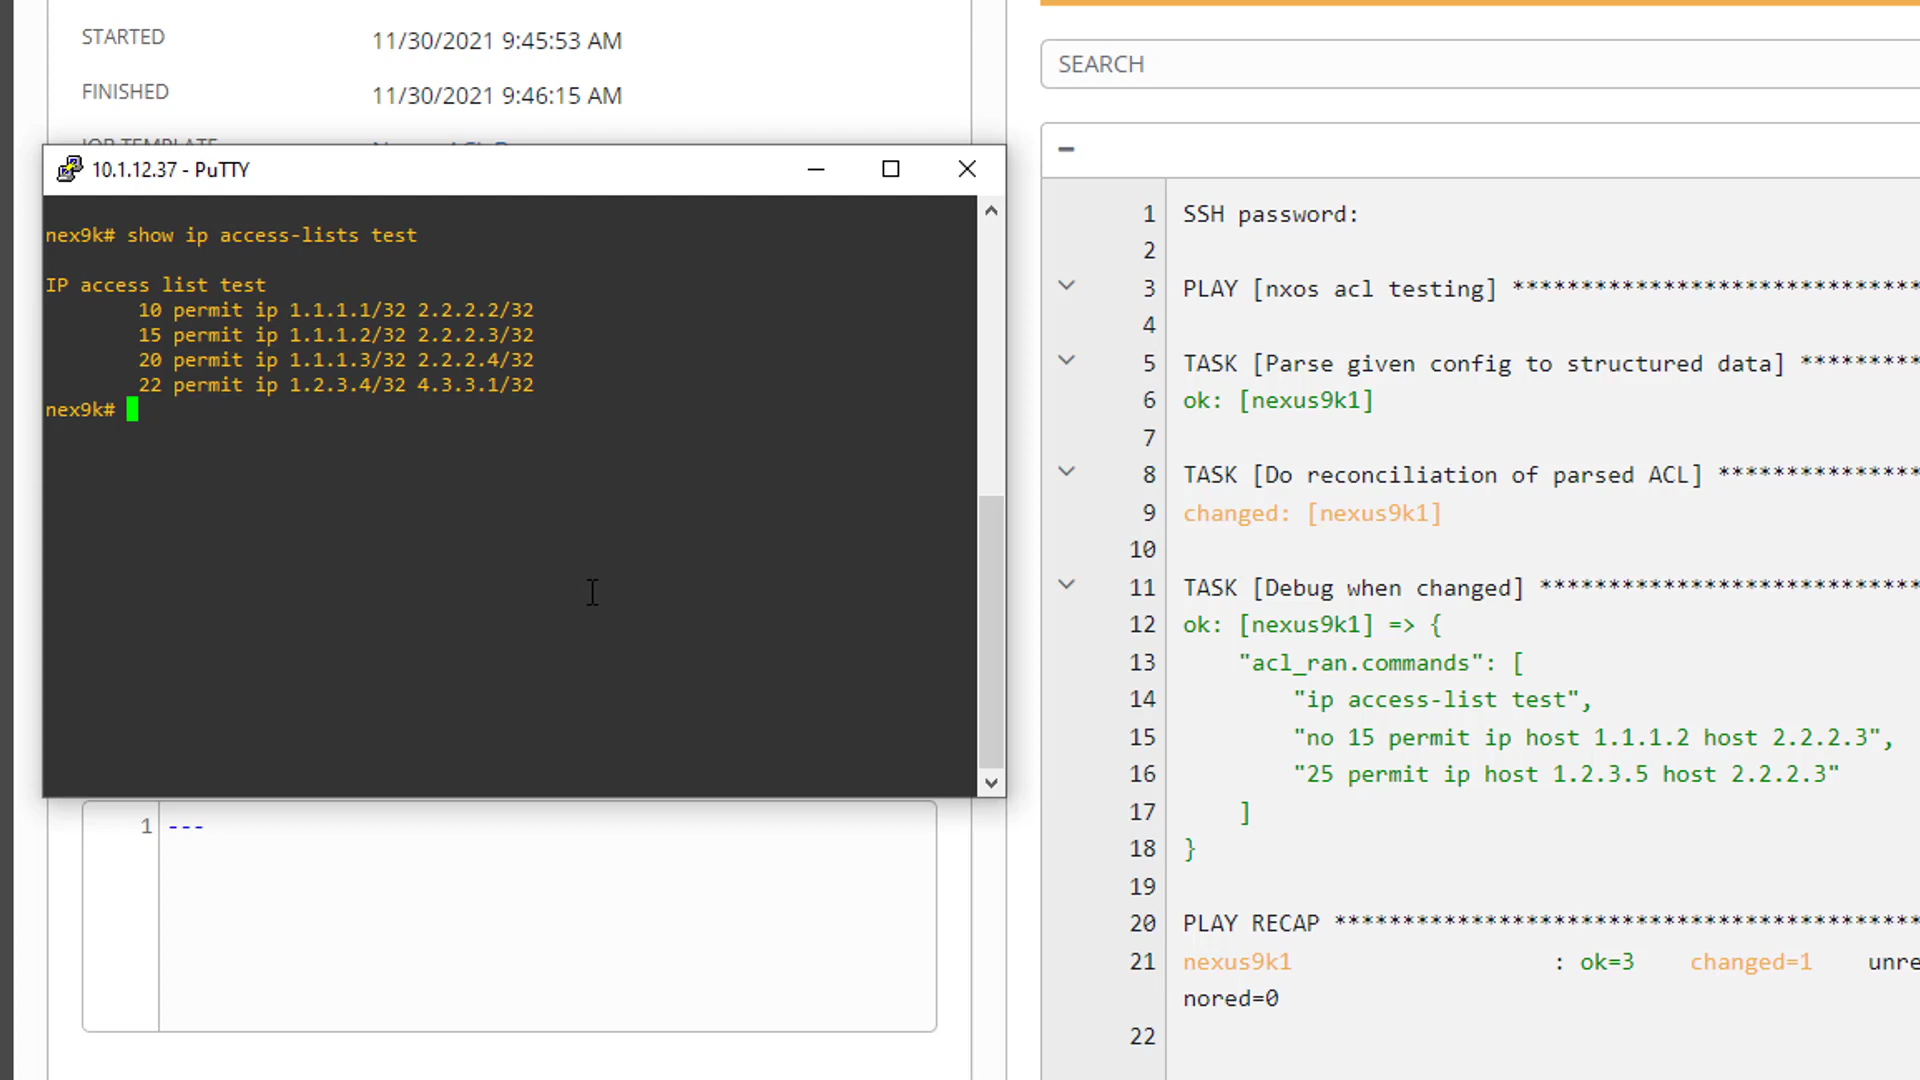 STARTED 11/30/2021 9:45:53 AM
FINISHED 11/30/2021 9:46:15 AM
JOB TEMPLATE
10.1.12.37 - PuTTY
nex9k# show ip access-lists test
IP access list test
10 permit ip 1.1.1.1/32 2.2.2.2/32
15 permit ip 1.1.1.2/32 2.2.2.3/32
20 permit ip 1.1.1.3/32 2.2.2.4/32
22 permit ip 1.2.3.4/32 4.3.3.1/32
nex9k#
1 ---
SEARCH
1 SSH password:
2
3 PLAY [nxos acl testing] ******************************
4
5 TASK [Parse given config to structured data] *********
6 ok: [nexus9k1]
7
8 TASK [Do reconciliation of parsed ACL] ***************
9 changed: [nexus9k1]
10
11 TASK [Debug when changed] ****************************
12 ok: [nexus9k1] => {
13 "acl_ran.commands": [
14 "ip access-list test",
15 "no 15 permit ip host 1.1.1.2 host 2.2.2.3",
16 "25 permit ip host 1.2.3.5 host 2.2.2.3"
17 ]
18 }
19
20 PLAY RECAP *******************************************
21 nexus9k1 : ok=3 changed=1 unre
nored=0
22